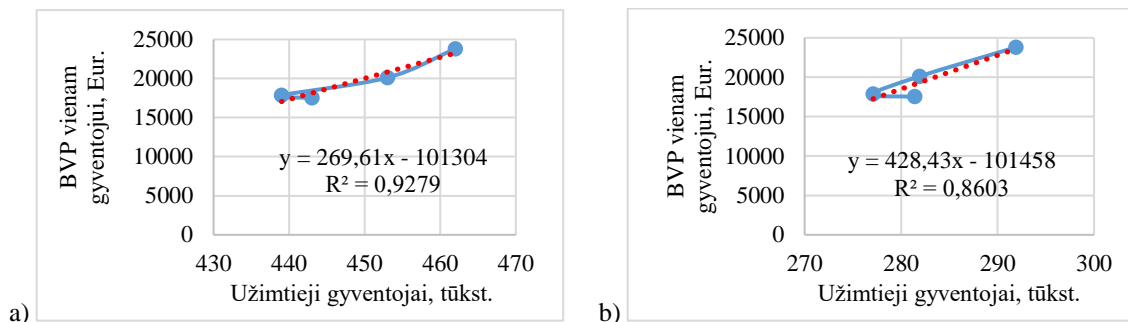 BVP vienam
gyventojui, Eur.
25000
20000
15000
10000
5000
0
y = 269,61x - 101304
R² = 0,9279
430 440 450 460 470
Užimtieji gyventojai, tūkst.
a)
BVP vienam
gyventojui, Eur.
25000
20000
15000
10000
5000
0
y = 428,43x - 101458
R² = 0,8603
270 280 290 300
Užimtieji gyventojai, tūkst.
b)